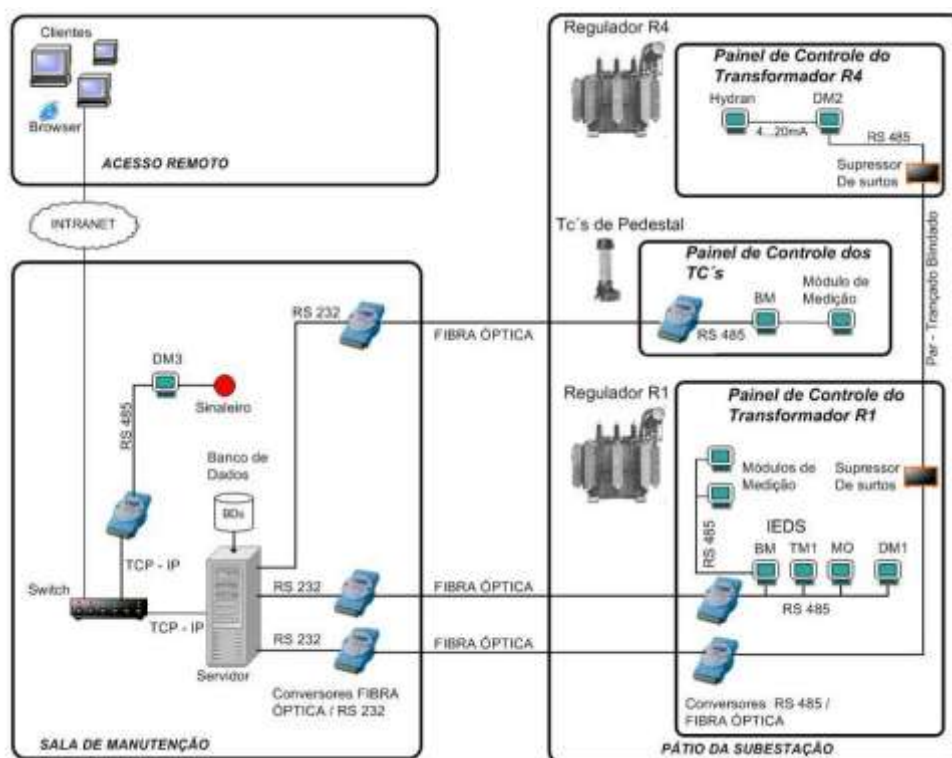 Clientes
Browser
ACESSO REMOTO
INTRANET
RS 232
DM3
Sinaleiro
RS 485
Banco de
Dados
BDs
TCP - IP
Switch
TCP - IP
RS 232
RS 232
Servidor
Conversores FIBRA
ÓPTICA / RS 232
SALA DE MANUTENÇÃO
FIBRA ÓPTICA
FIBRA ÓPTICA
FIBRA ÓPTICA
Regulador R4
Painel de Controle do
Transformador R4
Hydran
DM2
4...20mA
RS 485
Supressor
De surtos
Par - Trançado Blindado
Tc´s de Pedestal
Painel de Controle dos
TC´s
BM
Módulo de
Medição
RS 485
Regulador R1
Painel de Controle do
Transformador R1
Módulos de
Medição
Supressor
De surtos
RS 485
IEDS
BM
TM1
MO
DM1
RS 485
Conversores RS 485 /
FIBRA ÓPTICA
PÁTIO DA SUBESTAÇÃO